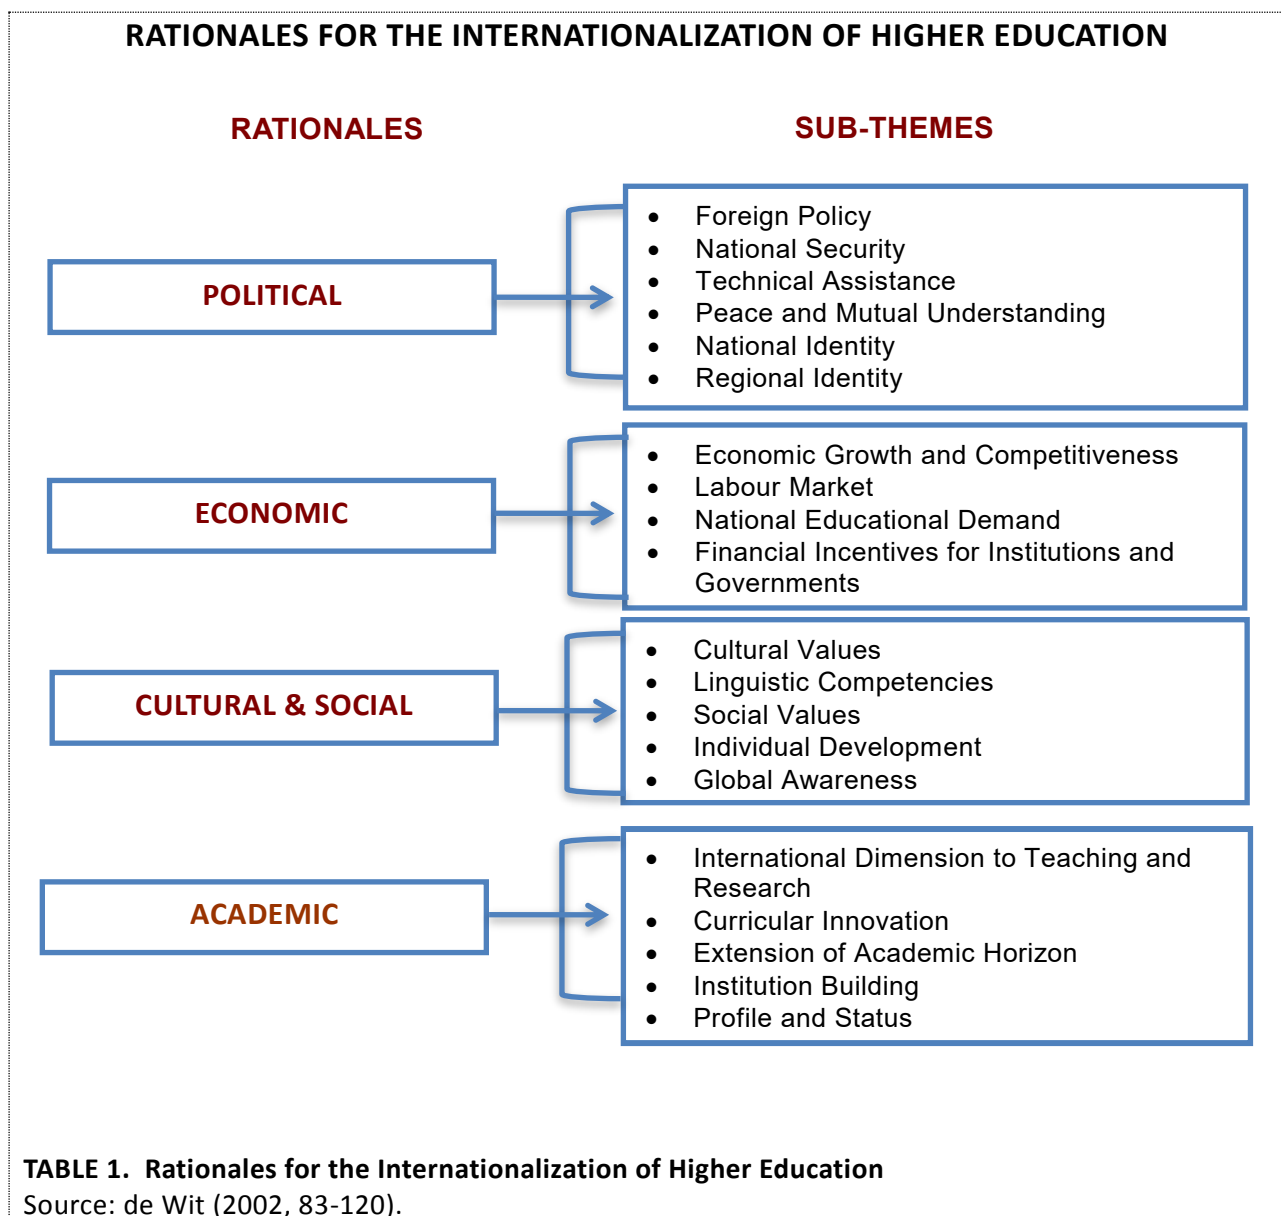 RATIONALES FOR THE INTERNATIONALIZATION OF HIGHER EDUCATION
RATIONALES
SUB-THEMES
POLITICAL
• Foreign Policy
• National Security
• Technical Assistance
• Peace and Mutual Understanding
• National Identity
• Regional Identity
ECONOMIC
• Economic Growth and Competitiveness
• Labour Market
• National Educational Demand
• Financial Incentives for Institutions and
Governments
CULTURAL & SOCIAL
• Cultural Values
• Linguistic Competencies
• Social Values
• Individual Development
• Global Awareness
ACADEMIC
• International Dimension to Teaching and
Research
• Curricular Innovation
• Extension of Academic Horizon
• Institution Building
• Profile and Status
TABLE 1. Rationales for the Internationalization of Higher Education
Source: de Wit (2002, 83-120).